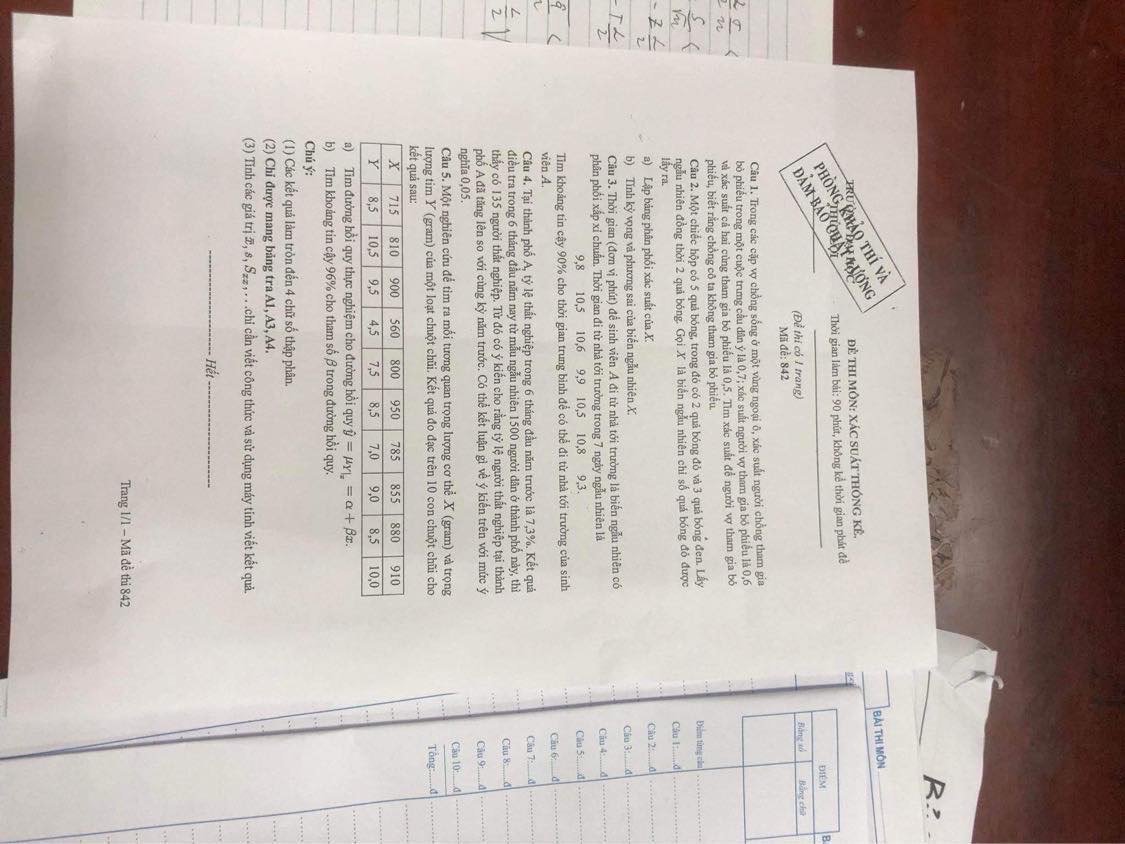 TRƯỜNG ĐẠI HỌC
THỦY LỢI
PHÒNG KHẢO THÍ VÀ
ĐẢM BẢO CHẤT LƯỢNG
ĐỀ THI MÔN: XÁC SUẤT THỐNG KÊ.
Thời gian làm bài: 90 phút, không kể thời gian phát đề
(Đề thi có 1 trang)
Mã đề: 842
Câu 1. Trong các cặp vợ chồng sống ở một vùng ngoại ô, xác suất người chồng tham gia
bỏ phiếu trong một cuộc trưng cầu dân ý là 0,7; xác suất người vợ tham gia bỏ phiếu là 0,6
và xác suất cả hai cùng tham gia bỏ phiếu là 0,5. Tìm xác suất để người vợ tham gia bỏ
phiếu, biết rằng chồng cô ta không tham gia bỏ phiếu.
Câu 2. Một chiếc hộp có 5 quả bóng, trong đó có 2 quả bóng đỏ và 3 quả bóng đen. Lấy
ngẫu nhiên đồng thời 2 quả bóng. Gọi X là biến ngẫu nhiên chỉ số quả bóng đỏ được
lấy ra.
a) Lập bảng phân phối xác suất của X.
b) Tính kỳ vọng và phương sai của biến ngẫu nhiên X.
Câu 3. Thời gian (đơn vị phút) để sinh viên A đi từ nhà tới trường là biến ngẫu nhiên có
phân phối xấp xỉ chuẩn. Thời gian đi từ nhà tới trường trong 7 ngày ngẫu nhiên là
9,8 10,5 10,6 9,9 10,5 10,8 9,3.
Tìm khoảng tin cậy 90% cho thời gian trung bình để có thể đi từ nhà tới trường của sinh
viên A.
Câu 4. Tại thành phố A, tỷ lệ thất nghiệp trong 6 tháng đầu năm trước là 7,3%. Kết quả
điều tra trong 6 tháng đầu năm nay từ mẫu ngẫu nhiên 1500 người dân ở thành phố này, thì
thấy có 135 người thất nghiệp. Từ đó có ý kiến cho rằng tỷ lệ người thất nghiệp tại thành
phố A đã tăng lên so với cùng kỳ năm trước. Có thể kết luận gì về ý kiến trên với mức ý
nghĩa 0,05.
Câu 5. Một nghiên cứu để tìm ra mối tương quan trọng lượng cơ thể X (gram) và trọng
lượng tim Y (gram) của một loạt chuột chũi. Kết quả đo đạc trên 10 con chuột chũi cho
kết quả sau:
X 715 810 900 560 800 950 785 855 880 910
Y 8,5 10,5 9,5 4,5 7,5 8,5 7,0 9,0 8,5 10,0
a) Tìm đường hồi quy thực nghiệm cho đường hồi quy ŷ = μ_{Y|x} = α + βx.
b) Tìm khoảng tin cậy 96% cho tham số β trong đường hồi quy.
Chú ý:
(1) Các kết quả làm tròn đến 4 chữ số thập phân.
(2) Chỉ được mang bảng tra A1, A3, A4.
(3) Tính các giá trị x̄, s, Sxx, . . .chỉ cần viết công thức và sử dụng máy tính viết kết quả.
Hết
Trang 1/1 – Mã đề thi 842
BÀI THI MÔN
ĐIỂM
Bằng số Bằng chữ
Điểm từng câu
Câu 1:......đ
Câu 2:......đ
Câu 3:......đ
Câu 4:......đ
Câu 5:......đ
Câu 6:......đ
Câu 7:......đ
Câu 8:......đ
Câu 9:......đ
Câu 10:......đ
Tổng:......đ